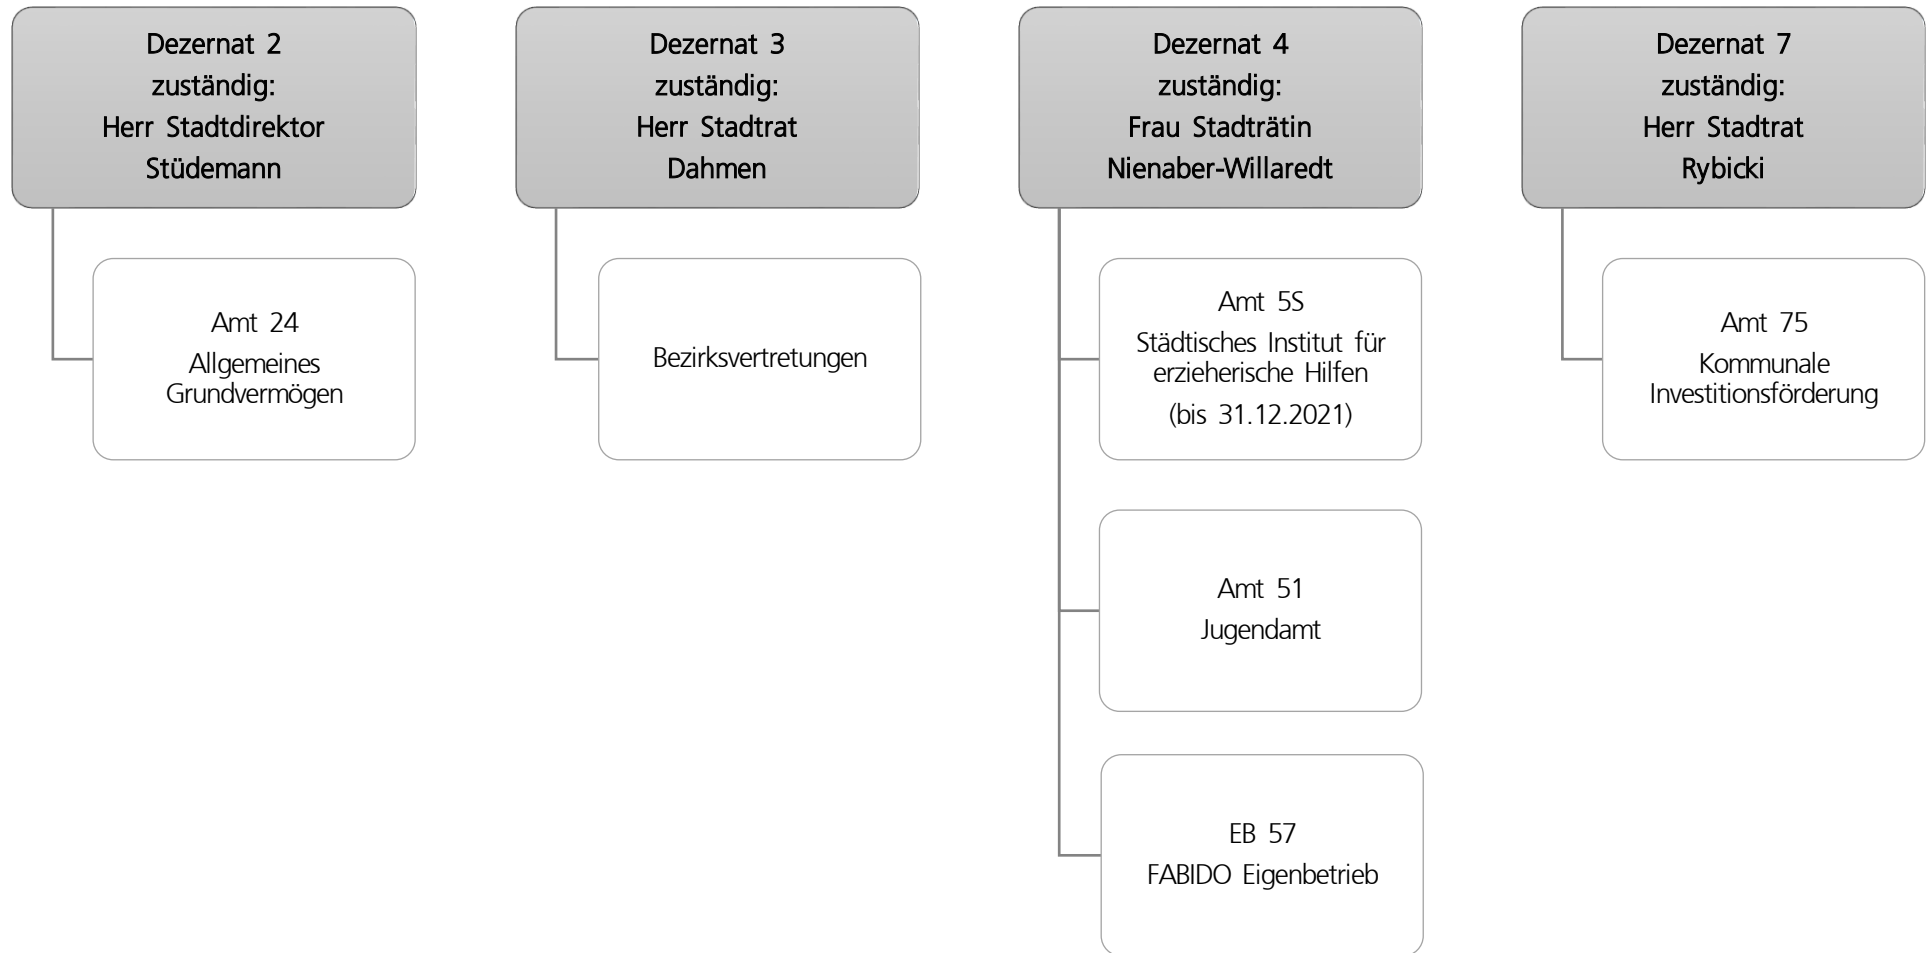 Dezernat 2
zuständig:
Herr Stadtdirektor
Stüdemann
Amt 24
Allgemeines
Grundvermögen
Dezernat 3
zuständig:
Herr Stadtrat
Dahmen
Bezirksvertretungen
Dezernat 4
zuständig:
Frau Stadträtin
Nienaber-Willaredt
Amt 5S
Städtisches Institut für
erzieherische Hilfen
(bis 31.12.2021)
Amt 51
Jugendamt
EB 57
FABIDO Eigenbetrieb
Dezernat 7
zuständig:
Herr Stadtrat
Rybicki
Amt 75
Kommunale
Investitionsförderung